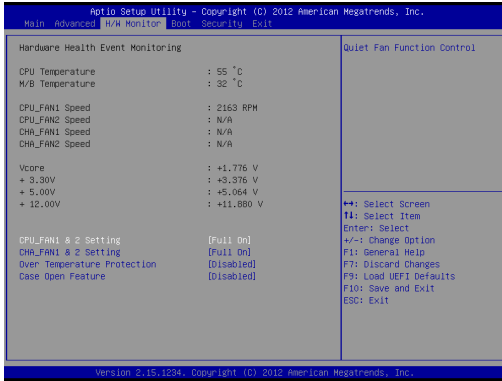 Aptio Setup Utility – Copyright (C) 2012 American Megatrends, Inc.
Main Advanced H/W Monitor Boot Security Exit
Hardware Health Event Monitoring
Quiet Fan Function Control
CPU Temperature : 55 °C
M/B Temperature : 32 °C
CPU_FAN1 Speed : 2163 RPM
CPU_FAN2 Speed : N/A
CHA_FAN1 Speed : N/A
CHA_FAN2 Speed : N/A
Vcore : +1.776 V
+ 3.30V : +3.376 V
+ 5.00V : +5.064 V
+ 12.00V : +11.880 V
CPU_FAN1 & 2 Setting [Full On]
CHA_FAN1 & 2 Setting [Full On]
Over Temperature Protection [Disabled]
Case Open Feature [Disabled]
↔: Select Screen
↑↓: Select Item
Enter: Select
+/-: Change Option
F1: General Help
F7: Discard Changes
F9: Load UEFI Defaults
F10: Save and Exit
ESC: Exit
Version 2.15.1234. Copyright (C) 2012 American Megatrends, Inc.